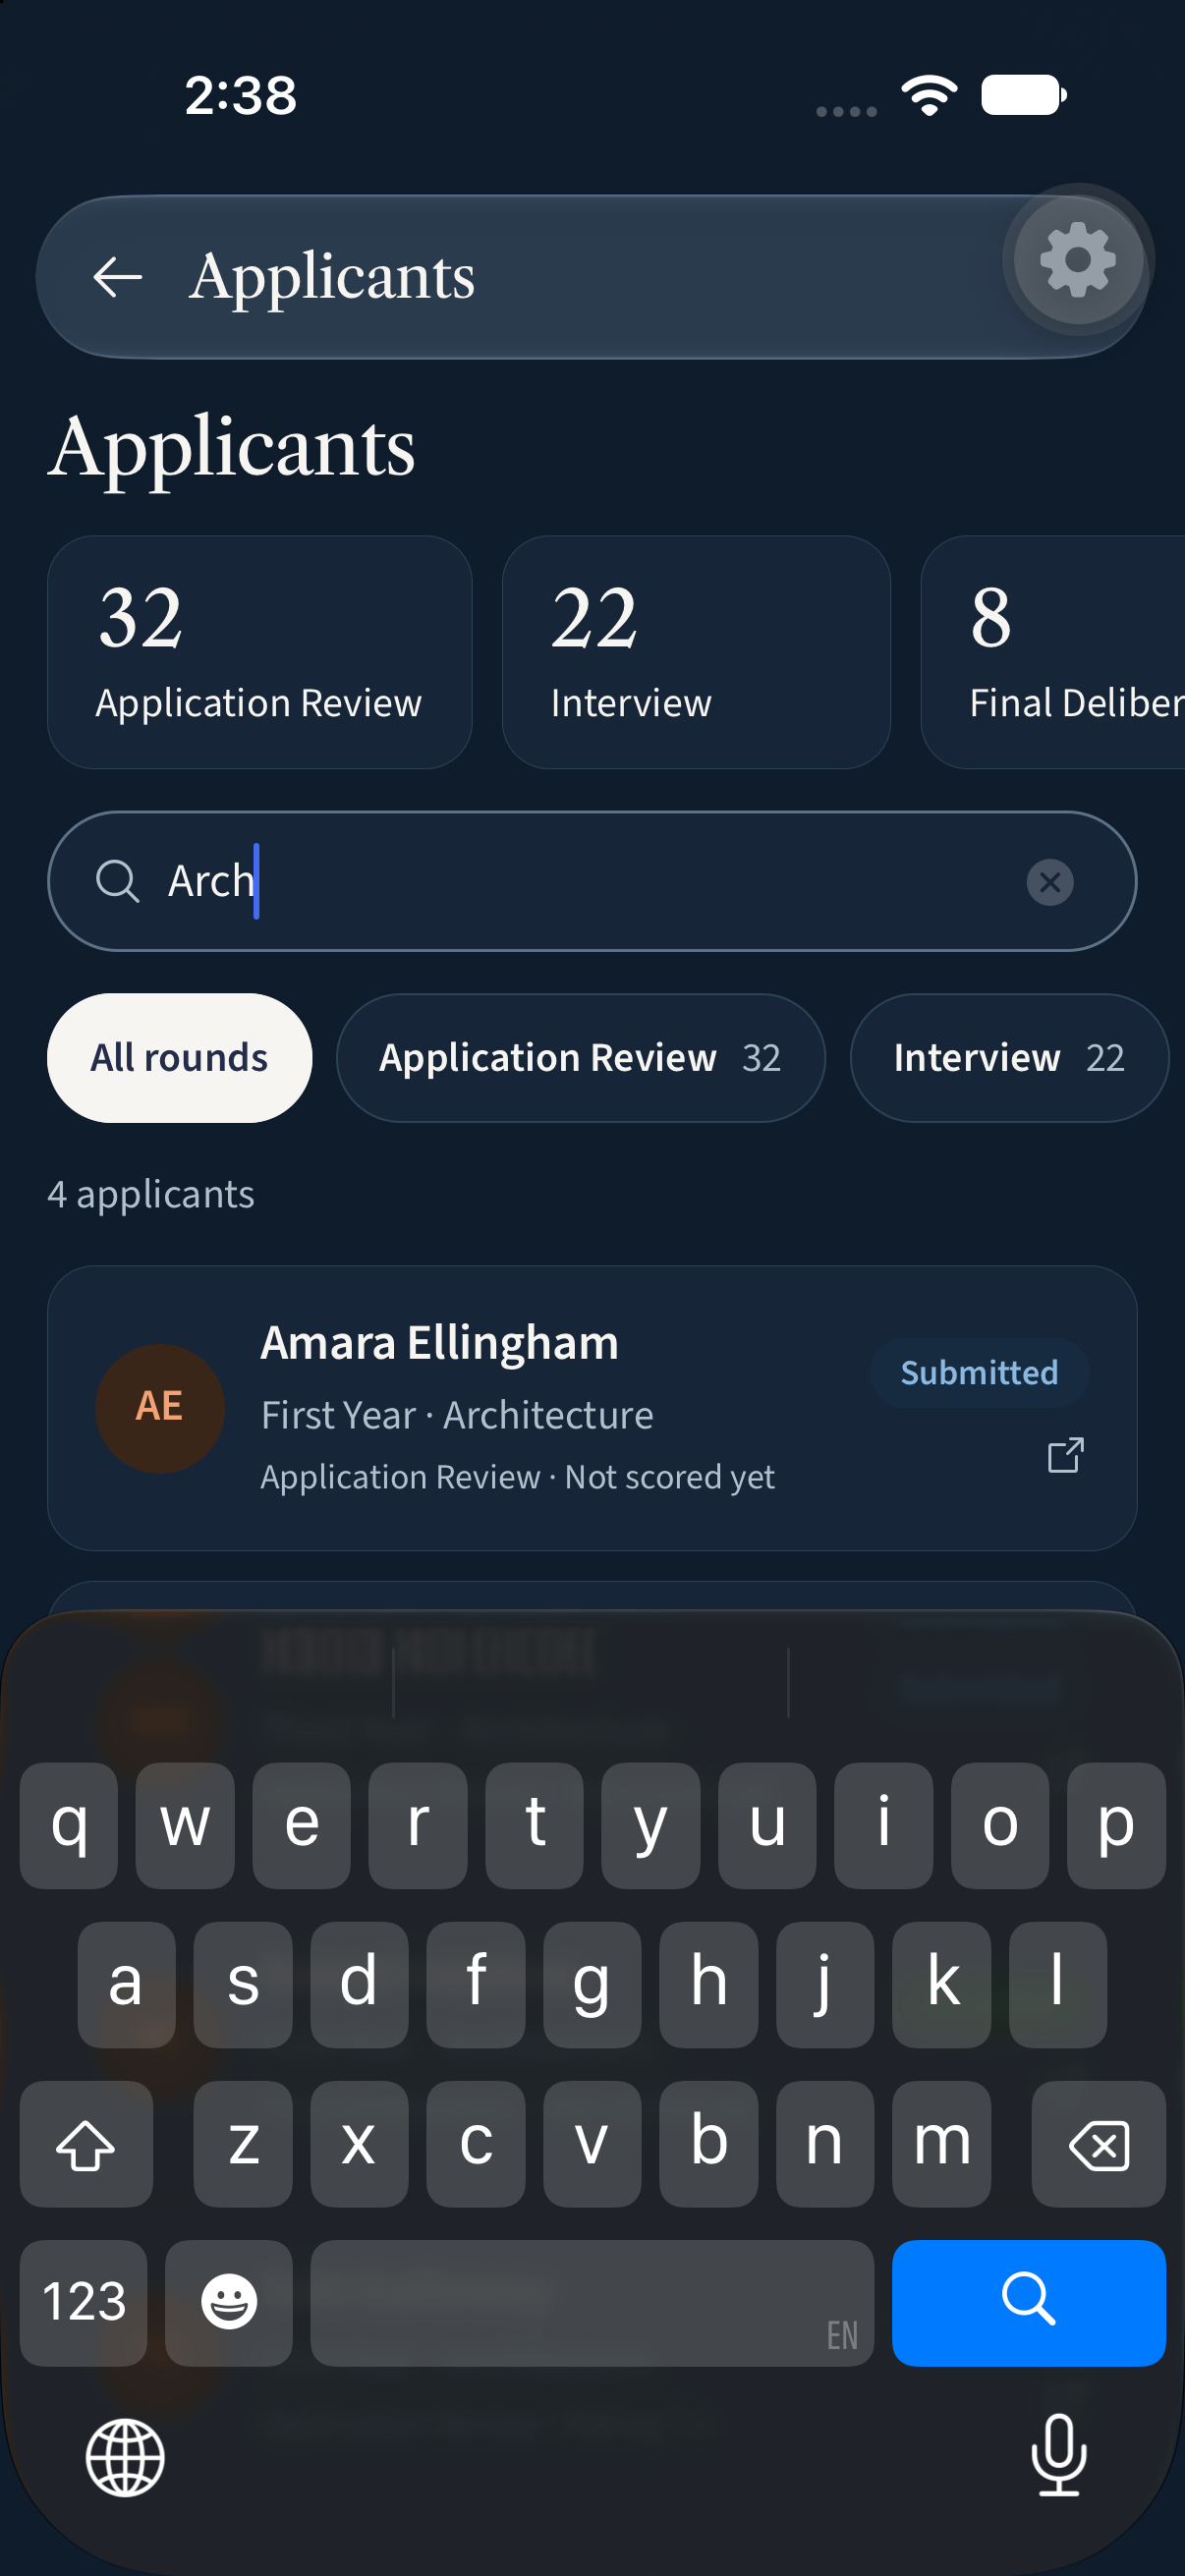 2:38
Applicants
Applicants
32
Application Review
22
Interview
8
Final Deliber
Arch
All rounds
Application Review 32
Interview 22
4 applicants
AE
Amara Ellingham
First Year · Architecture
Application Review · Not scored yet
Submitted
q w e r t y u i o p
a s d f g h j k l
z x c v b n m
123
EN